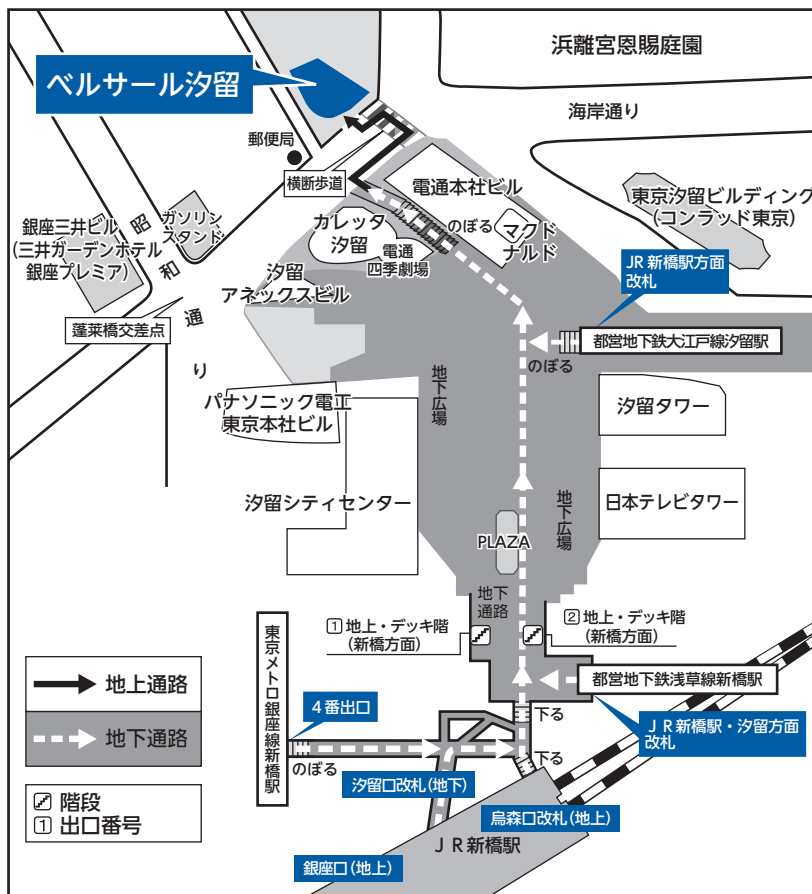 浜離宮恩賜庭園
ベルサール汐留
海岸通り
郵便局
横断歩道
電通本社ビル
東京汐留ビルディング
(コンラッド東京)
ガソリン
スタンド
銀座三井ビル
(三井ガーデンホテル
銀座プレミア)
昭和通り
カレッタ
汐留
のぼる
マクド
ナルド
電通
四季劇場
汐留
アネックスビル
JR新橋駅方面
改札
蓬莱橋交差点
都営地下鉄大江戸線汐留駅
のぼる
地下広場
パナソニック電工
東京本社ビル
汐留タワー
汐留シティセンター
地下広場
日本テレビタワー
PLAZA
地下
通路
1 地上・デッキ階
(新橋方面)
2 地上・デッキ階
(新橋方面)
東京メトロ銀座線新橋駅
都営地下鉄浅草線新橋駅
地上通路
地下通路
4番出口
下る
JR新橋駅・汐留方面
改札
のぼる
下る
汐留口改札(地下)
階段
1 出口番号
烏森口改札(地上)
JR新橋駅
銀座口(地上)